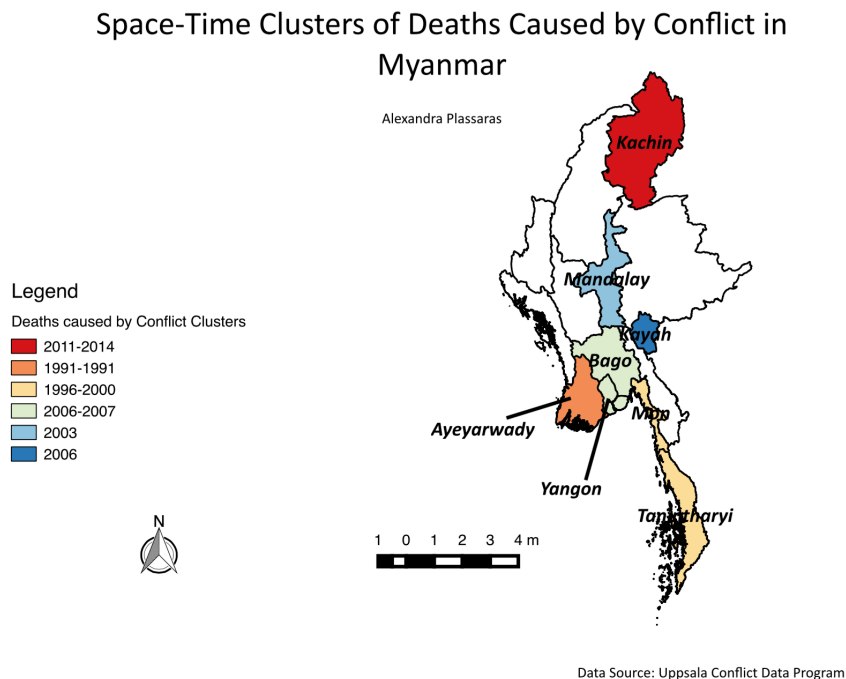 Space-Time Clusters of Deaths Caused by Conflict in
Myanmar
Alexandra Plassaras
Kachin
Mandalay
Kayah
Bago
Mon
Ayeyarwady
Yangon
Tanintharyi
Legend
Deaths caused by Conflict Clusters
2011-2014
1991-1991
1996-2000
2006-2007
2003
2006
N
1 0 1 2 3 4 m
Data Source: Uppsala Conflict Data Program